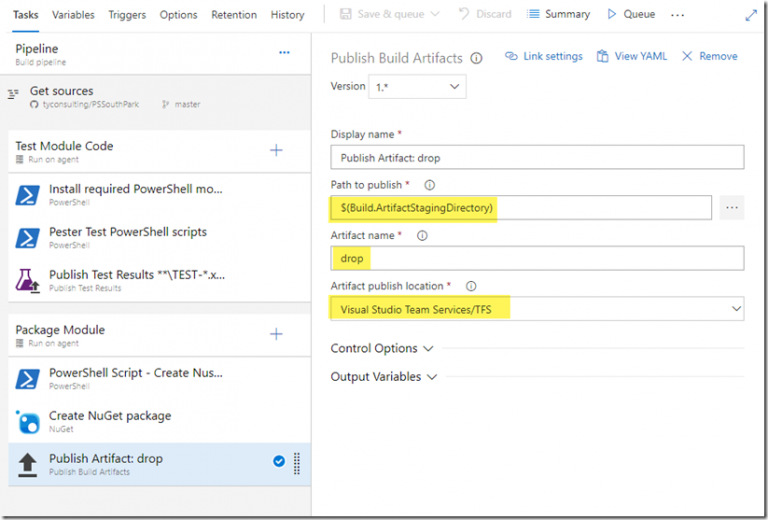 Tasks Variables Triggers Options Retention History Save & queue Discard Summary Queue ...
Pipeline
Build pipeline
...
Get sources
tyconsulting/PSSouthPark master
Test Module Code
Run on agent
Install required PowerShell mo...
PowerShell
Pester Test PowerShell scripts
PowerShell
Publish Test Results **\TEST-*.x...
Publish Test Results
Package Module
Run on agent
PowerShell Script - Create Nus...
PowerShell
Create NuGet package
NuGet
Publish Artifact: drop
Publish Build Artifacts
Publish Build Artifacts Link settings View YAML Remove
Version 1.*
Display name *
Publish Artifact: drop
Path to publish *
$(Build.ArtifactStagingDirectory)
...
Artifact name *
drop
Artifact publish location *
Visual Studio Team Services/TFS
Control Options
Output Variables